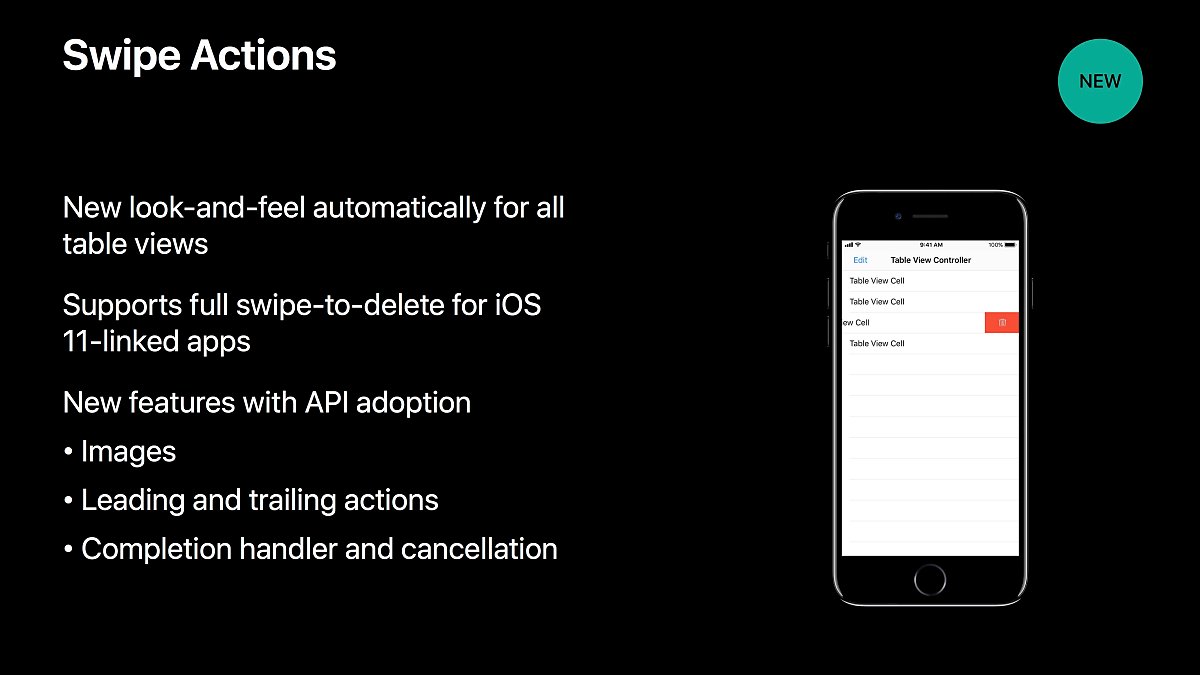 Swipe Actions
NEW
New look-and-feel automatically for all
table views
Supports full swipe-to-delete for iOS
11-linked apps
New features with API adoption
• Images
• Leading and trailing actions
• Completion handler and cancellation
9:41 AM
100%
Edit
Table View Controller
Table View Cell
Table View Cell
ew Cell
Table View Cell